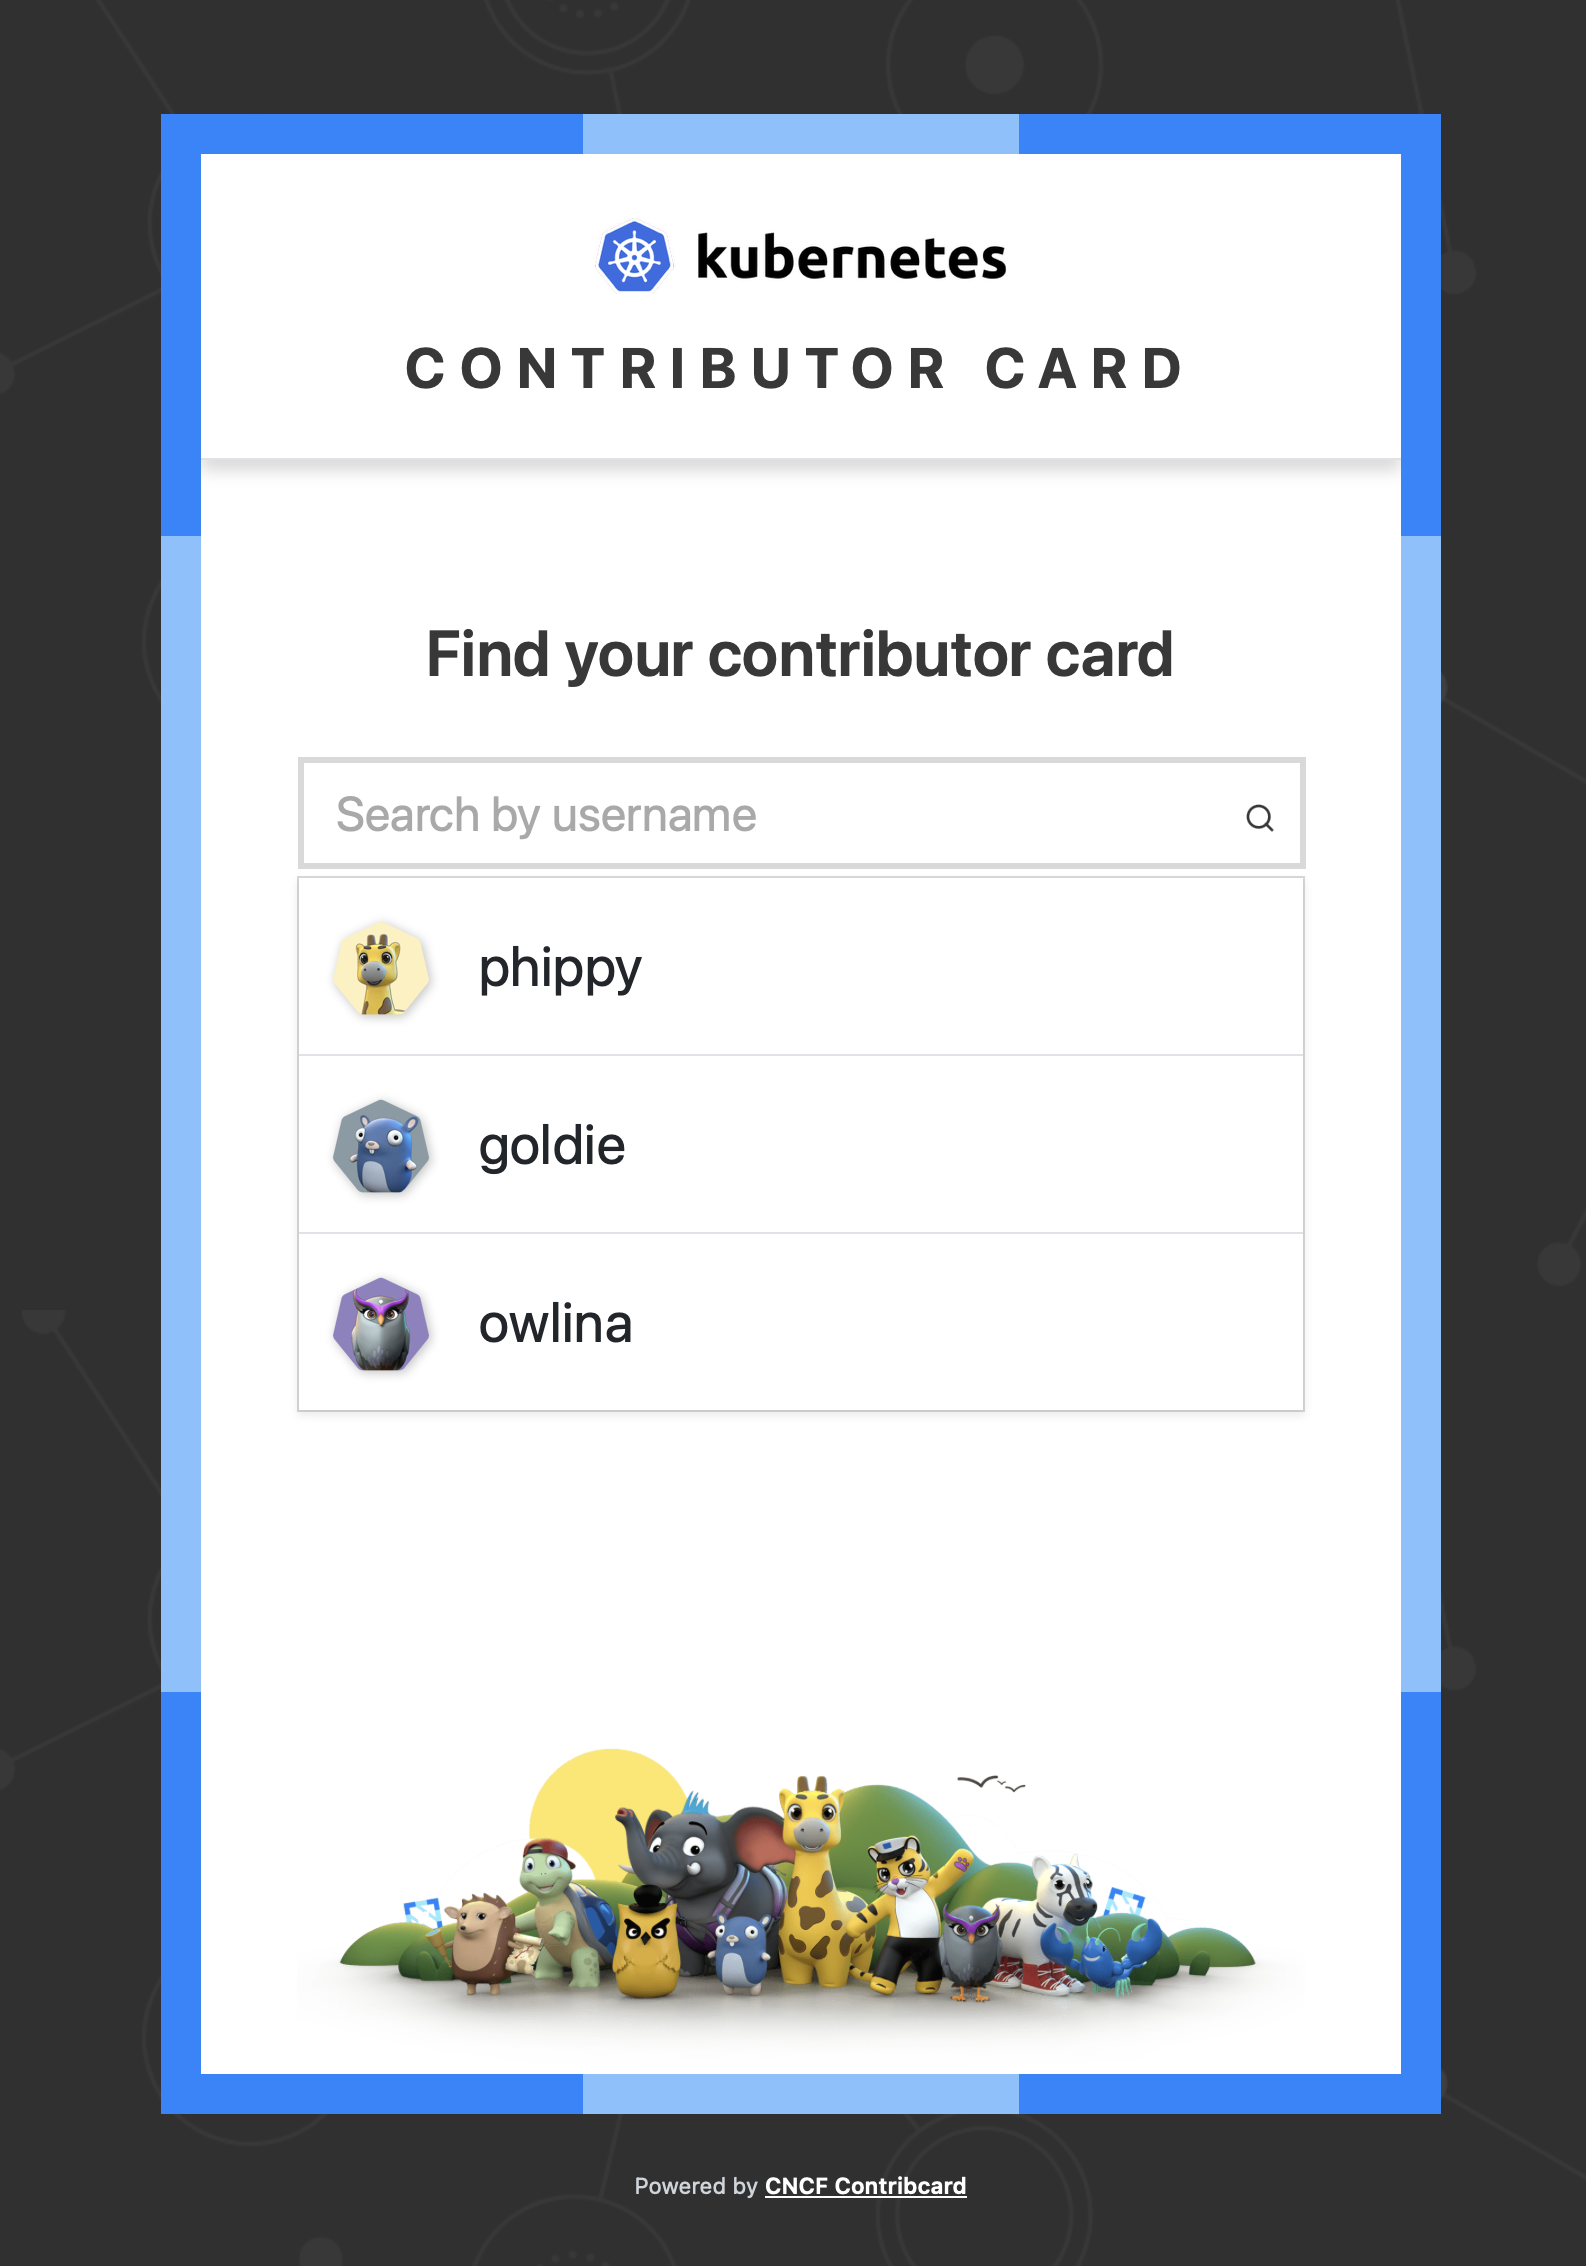 kubernetes
CONTRIBUTOR CARD
Find your contributor card
Search by username
phippy
goldie
owlina
Powered by CNCF Contribcard